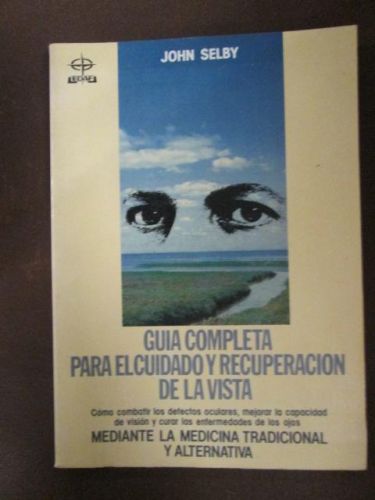 EDAF
JOHN SELBY
GUIA COMPLETA
PARA EL CUIDADO Y RECUPERACION
DE LA VISTA
Cómo combatir los defectos oculares, mejorar la capacidad
de visión y curar las enfermedades de los ojos
MEDIANTE LA MEDICINA TRADICIONAL
Y ALTERNATIVA